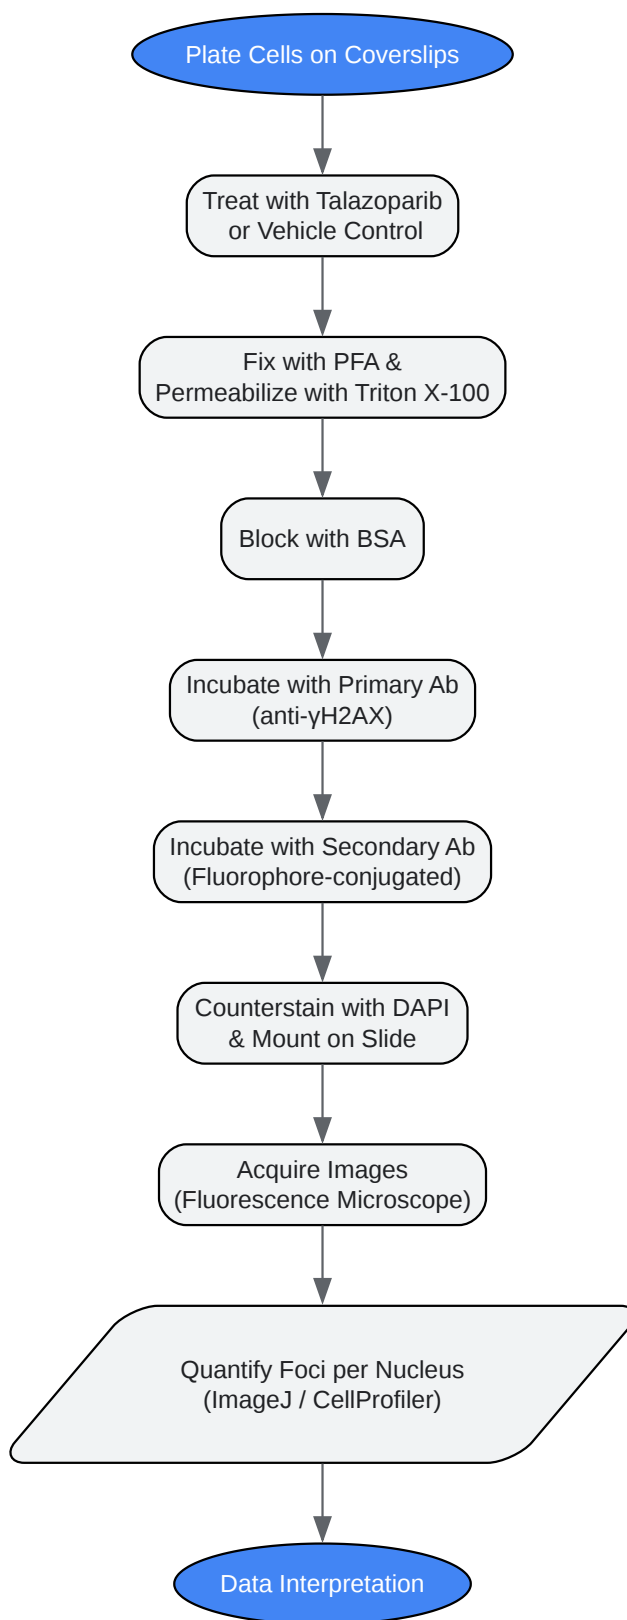 Plate Cells on Coverslips
Treat with Talazoparib
or Vehicle Control
Fix with PFA &
Permeabilize with Triton X-100
Block with BSA
Incubate with Primary Ab
(anti-γH2AX)
Incubate with Secondary Ab
(Fluorophore-conjugated)
Counterstain with DAPI
& Mount on Slide
Acquire Images
(Fluorescence Microscope)
Quantify Foci per Nucleus
(ImageJ / CellProfiler)
Data Interpretation